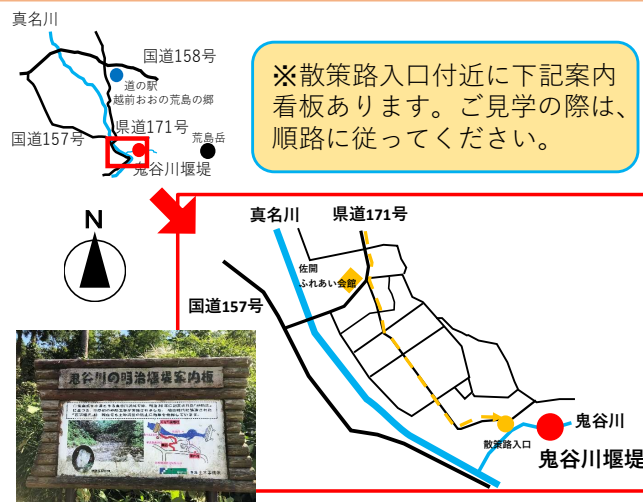 真名川
国道158号
道の駅
越前おおの荒島の郷
国道157号
県道171号
荒島岳
鬼谷川堰堤
※散策路入口付近に下記案内
看板あります。ご見学の際は、
順路に従ってください。
N
真名川
県道171号
佐開
ふれあい会館
国道157号
鬼谷川
散策路入口
鬼谷川堰堤
鬼谷川の明治堰堤案内板